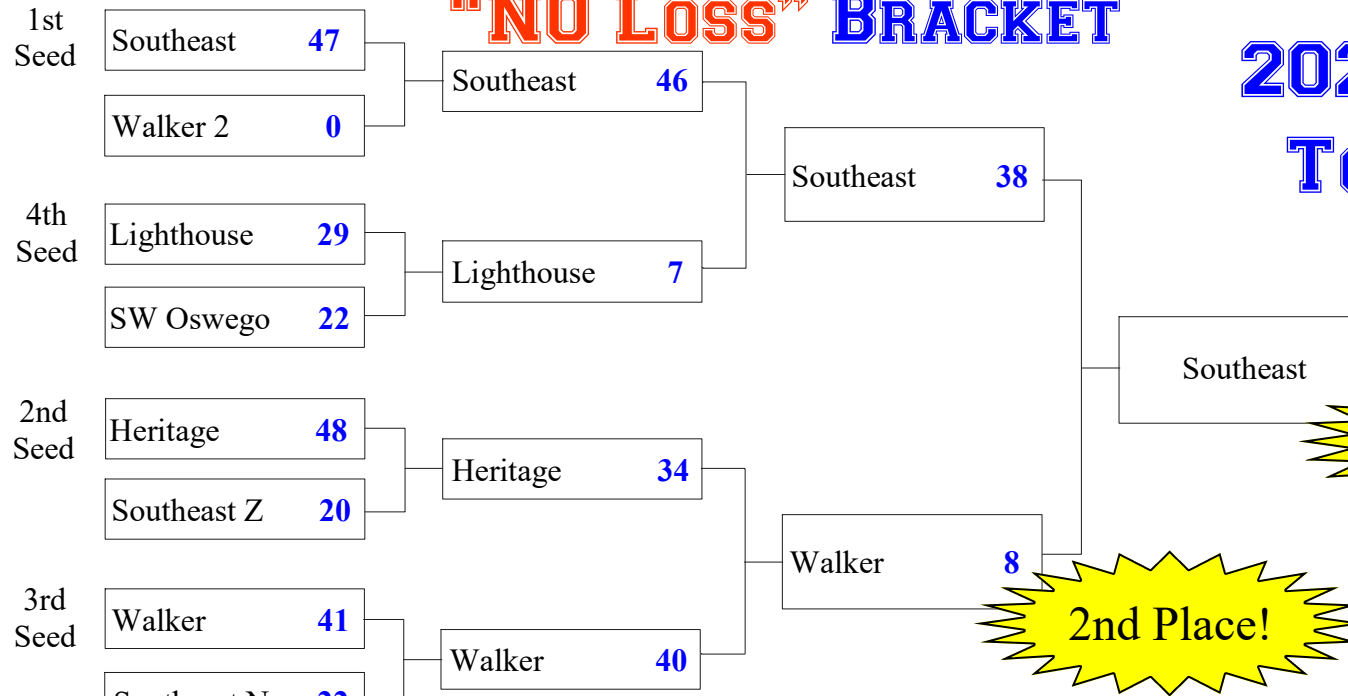 "No Loss" Bracket
1st
Seed
Southeast 47
Walker 2 0
Southeast 46
4th
Seed
Lighthouse 29
SW Oswego 22
Lighthouse 7
Southeast 38
2nd
Seed
Heritage 48
Southeast Z 20
Heritage 34
Southeast
3rd
Seed
Walker 41
Walker 40
Walker 8
2nd Place!